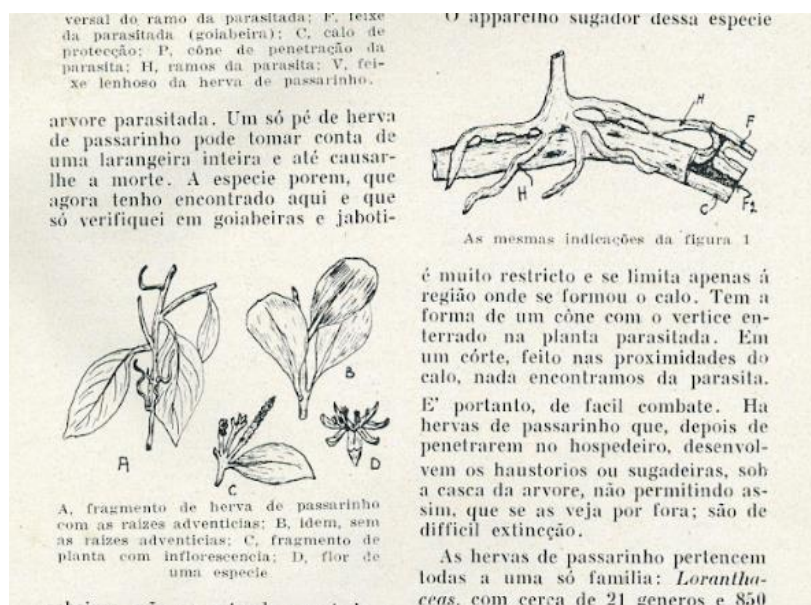 versal do ramo da parasitada; F, feixe
da parasitada (goiabeira); C, calo de
protecção; P, cône de penetração da
parasita; H, ramos da parasita; V, fei-
xe lenhoso da herva de passarinho.
arvore parasitada. Um só pé de herva
de passarinho pode tomar conta de
uma larangeira inteira e até causar-
lhe a morte. A especie porem, que
agora tenho encontrado aqui e que
só verifiquei em goiabeiras e jaboti-
A
B
C
D
A, fragmento de herva de passarinho
com as raizes adventicias; B, idem, sem
as raizes adventicias; C, fragmento de
planta com inflorescencia; D, flor de
uma especie
O apparelho sugador dessa especie
H
F
H
C
F2
As mesmas indicações da figura 1
é muito restricto e se limita apenas á
região onde se formou o calo. Tem a
forma de um cône com o vertice en-
terrado na planta parasitada. Em
um córte, feito nas proximidades do
calo, nada encontramos da parasita.
E' portanto, de facil combate. Ha
hervas de passarinho que, depois de
penetrarem no hospedeiro, desenvol-
vem os haustorios ou sugadeiras, sob
a casca da arvore, não permitindo as-
sim, que se as veja por fora; são de
difficil extincção.
As hervas de passarinho pertencem
todas a uma só familia: Lorantha-
ceas, com cerca de 21 generos e 850